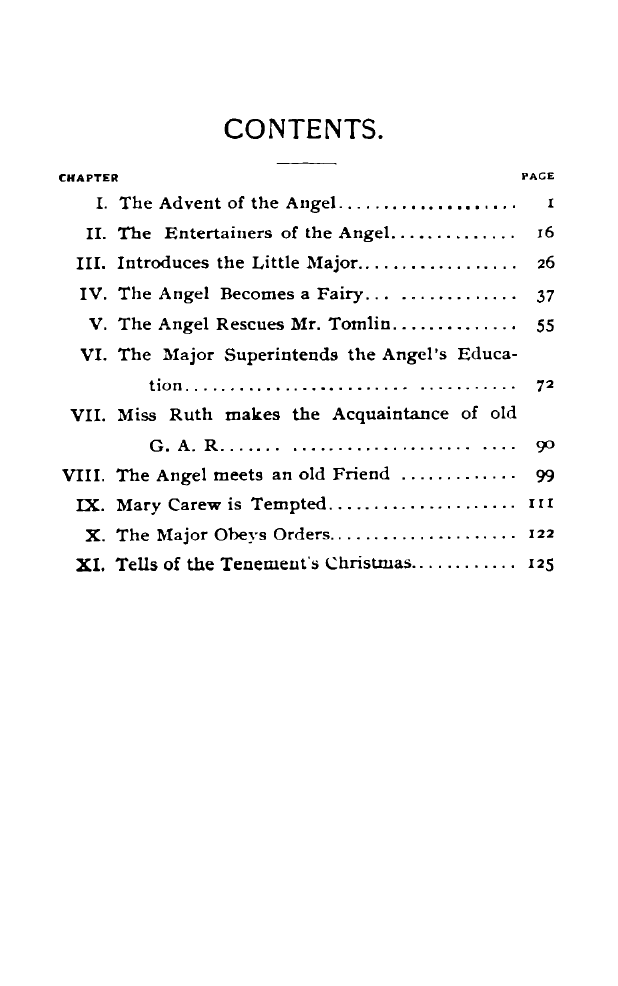 CONTENTS.
CHAPTER PAGE
I. The Advent of the Angel.................... 1
II. The Entertainers of the Angel.............. 16
III. Introduces the Little Major.................. 26
IV. The Angel Becomes a Fairy... ............. 37
V. The Angel Rescues Mr. Tomlin.............. 55
VI. The Major Superintends the Angel's Educa-
tion......................... ........... 72
VII. Miss Ruth makes the Acquaintance of old
G. A. R....... .................... .... 90
VIII. The Angel meets an old Friend ............. 99
IX. Mary Carew is Tempted..................... 111
X. The Major Obeys Orders..................... 122
XI. Tells of the Tenement's Christmas............ 125